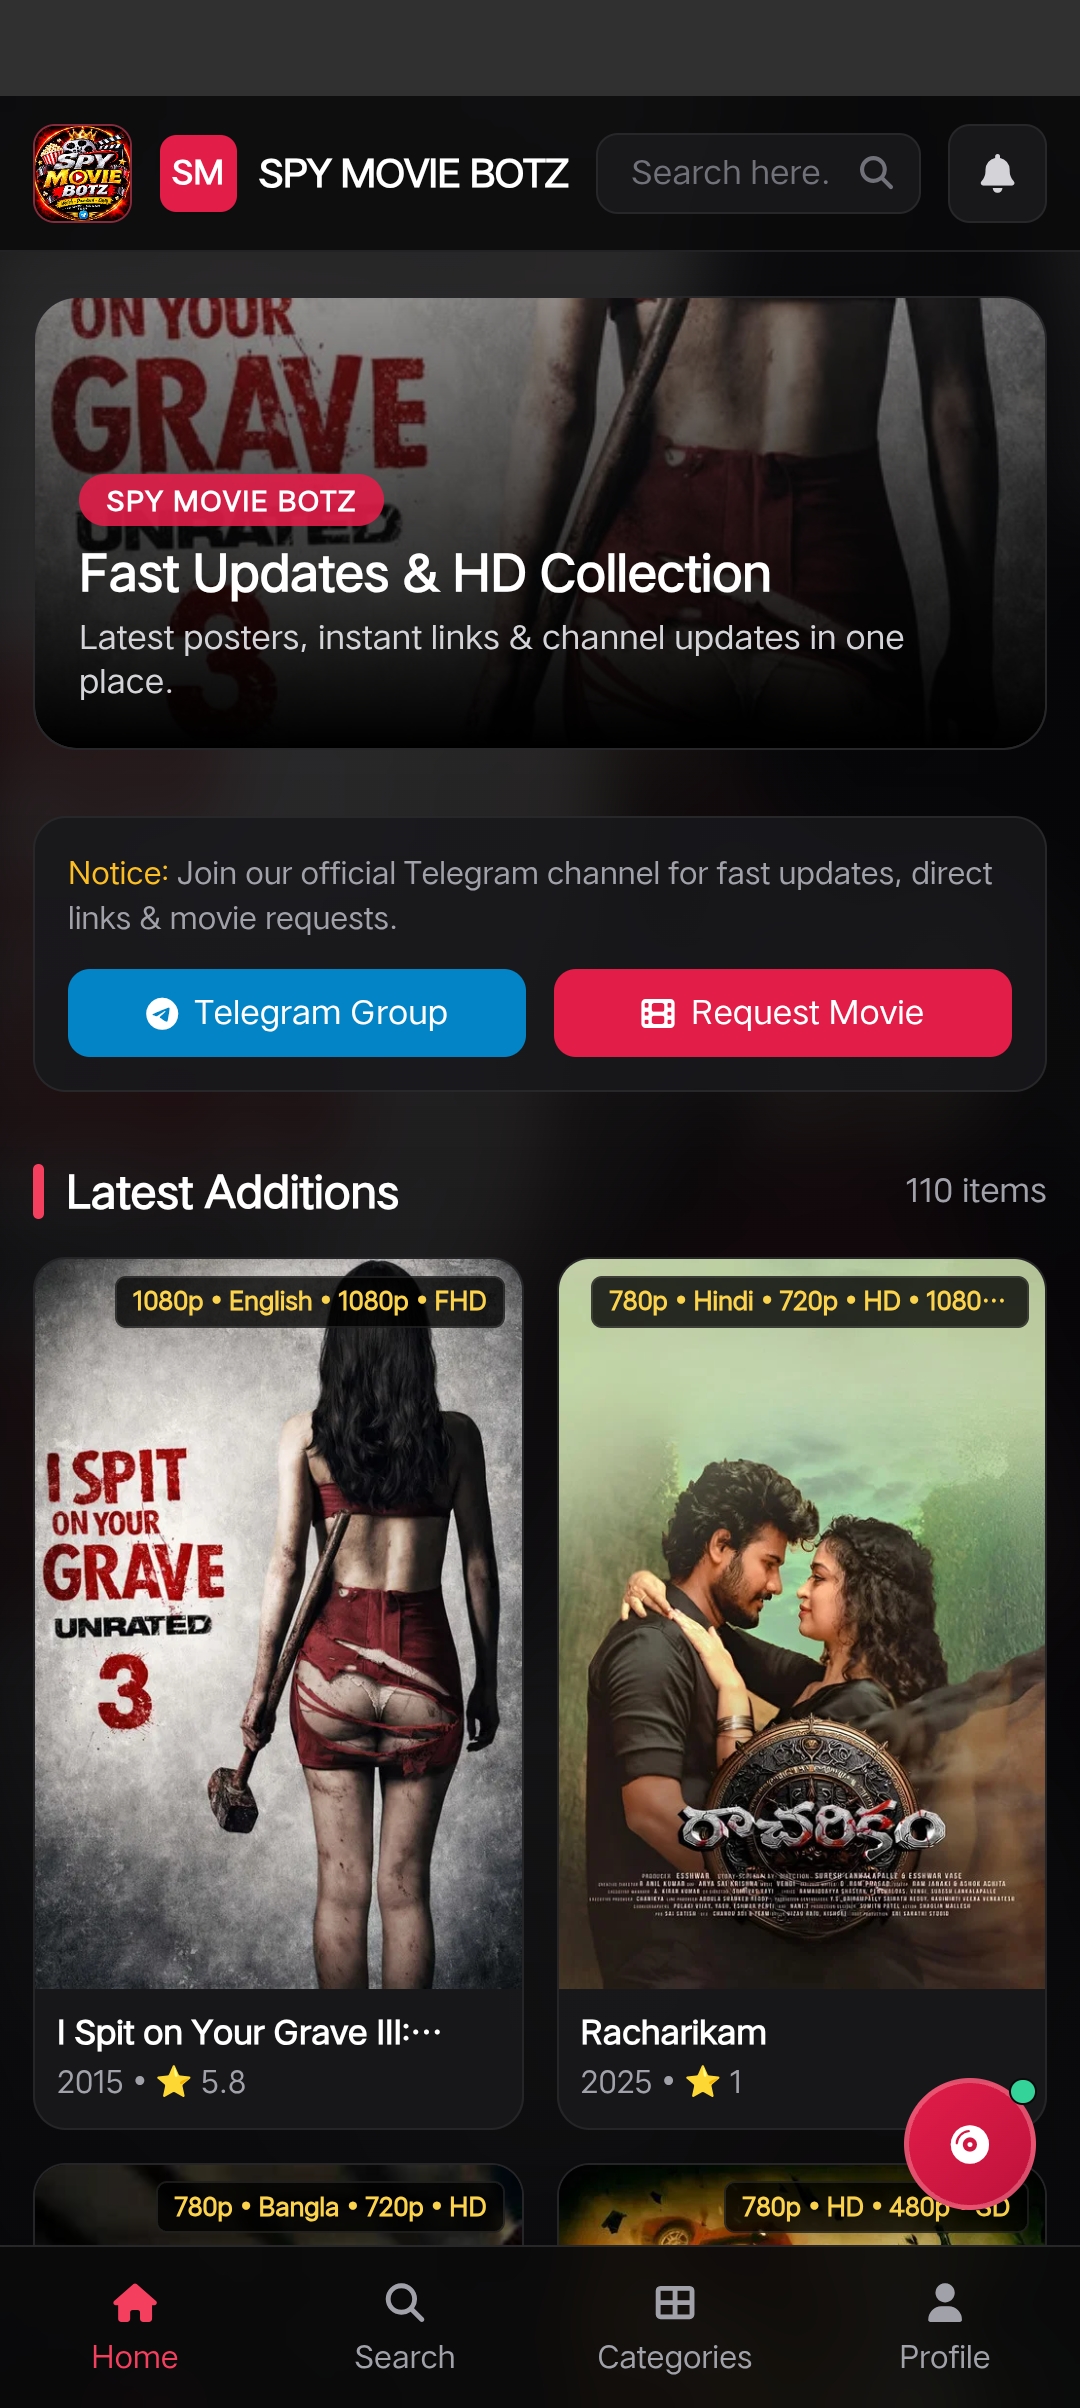 SPY
MOVIE
BOTZ
SM
SPY MOVIE BOTZ
Search here.
ON YOUR
GRAVE
SPY MOVIE BOTZ
UNRATED
Fast Updates & HD Collection
3
Latest posters, instant links & channel updates in one
place.
Notice: Join our official Telegram channel for fast updates, direct
links & movie requests.
Telegram Group
Request Movie
Latest Additions
110 items
1080p • English • 1080p • FHD
I SPIT
ON YOUR
GRAVE
UNRATED
3
I Spit on Your Grave III:···
2015 • ⭐ 5.8
780p • Hindi • 720p • HD • 1080···
రాచరికం
Racharikam
2025 • ⭐ 1
780p • Bangla • 720p • HD
780p • HD • 480p
Home
Search
Categories
Profile